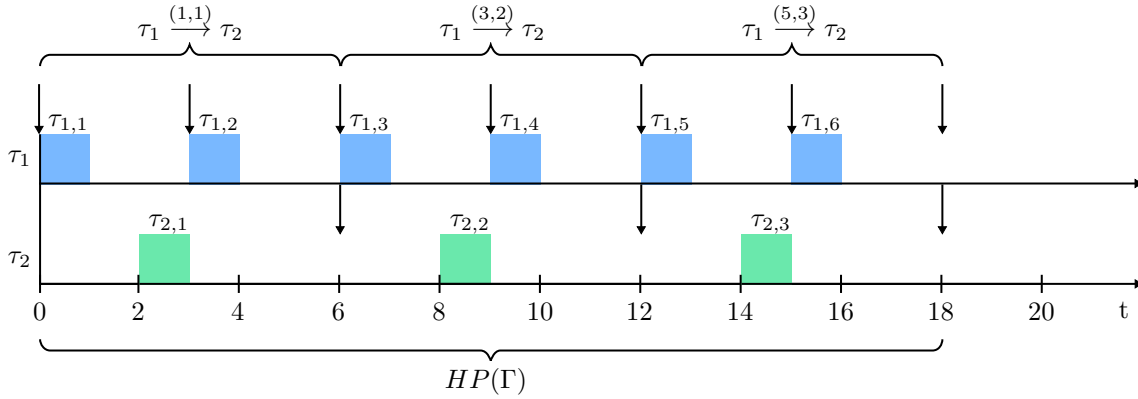 τ1 (1,1)⟶ τ2 τ1 (3,2)⟶ τ2 τ1 (5,3)⟶ τ2
τ1,1 τ1,2 τ1,3 τ1,4 τ1,5 τ1,6
τ1
τ2,1 τ2,2 τ2,3
τ2
0 2 4 6 8 10 12 14 16 18 20 t
HP(Γ)